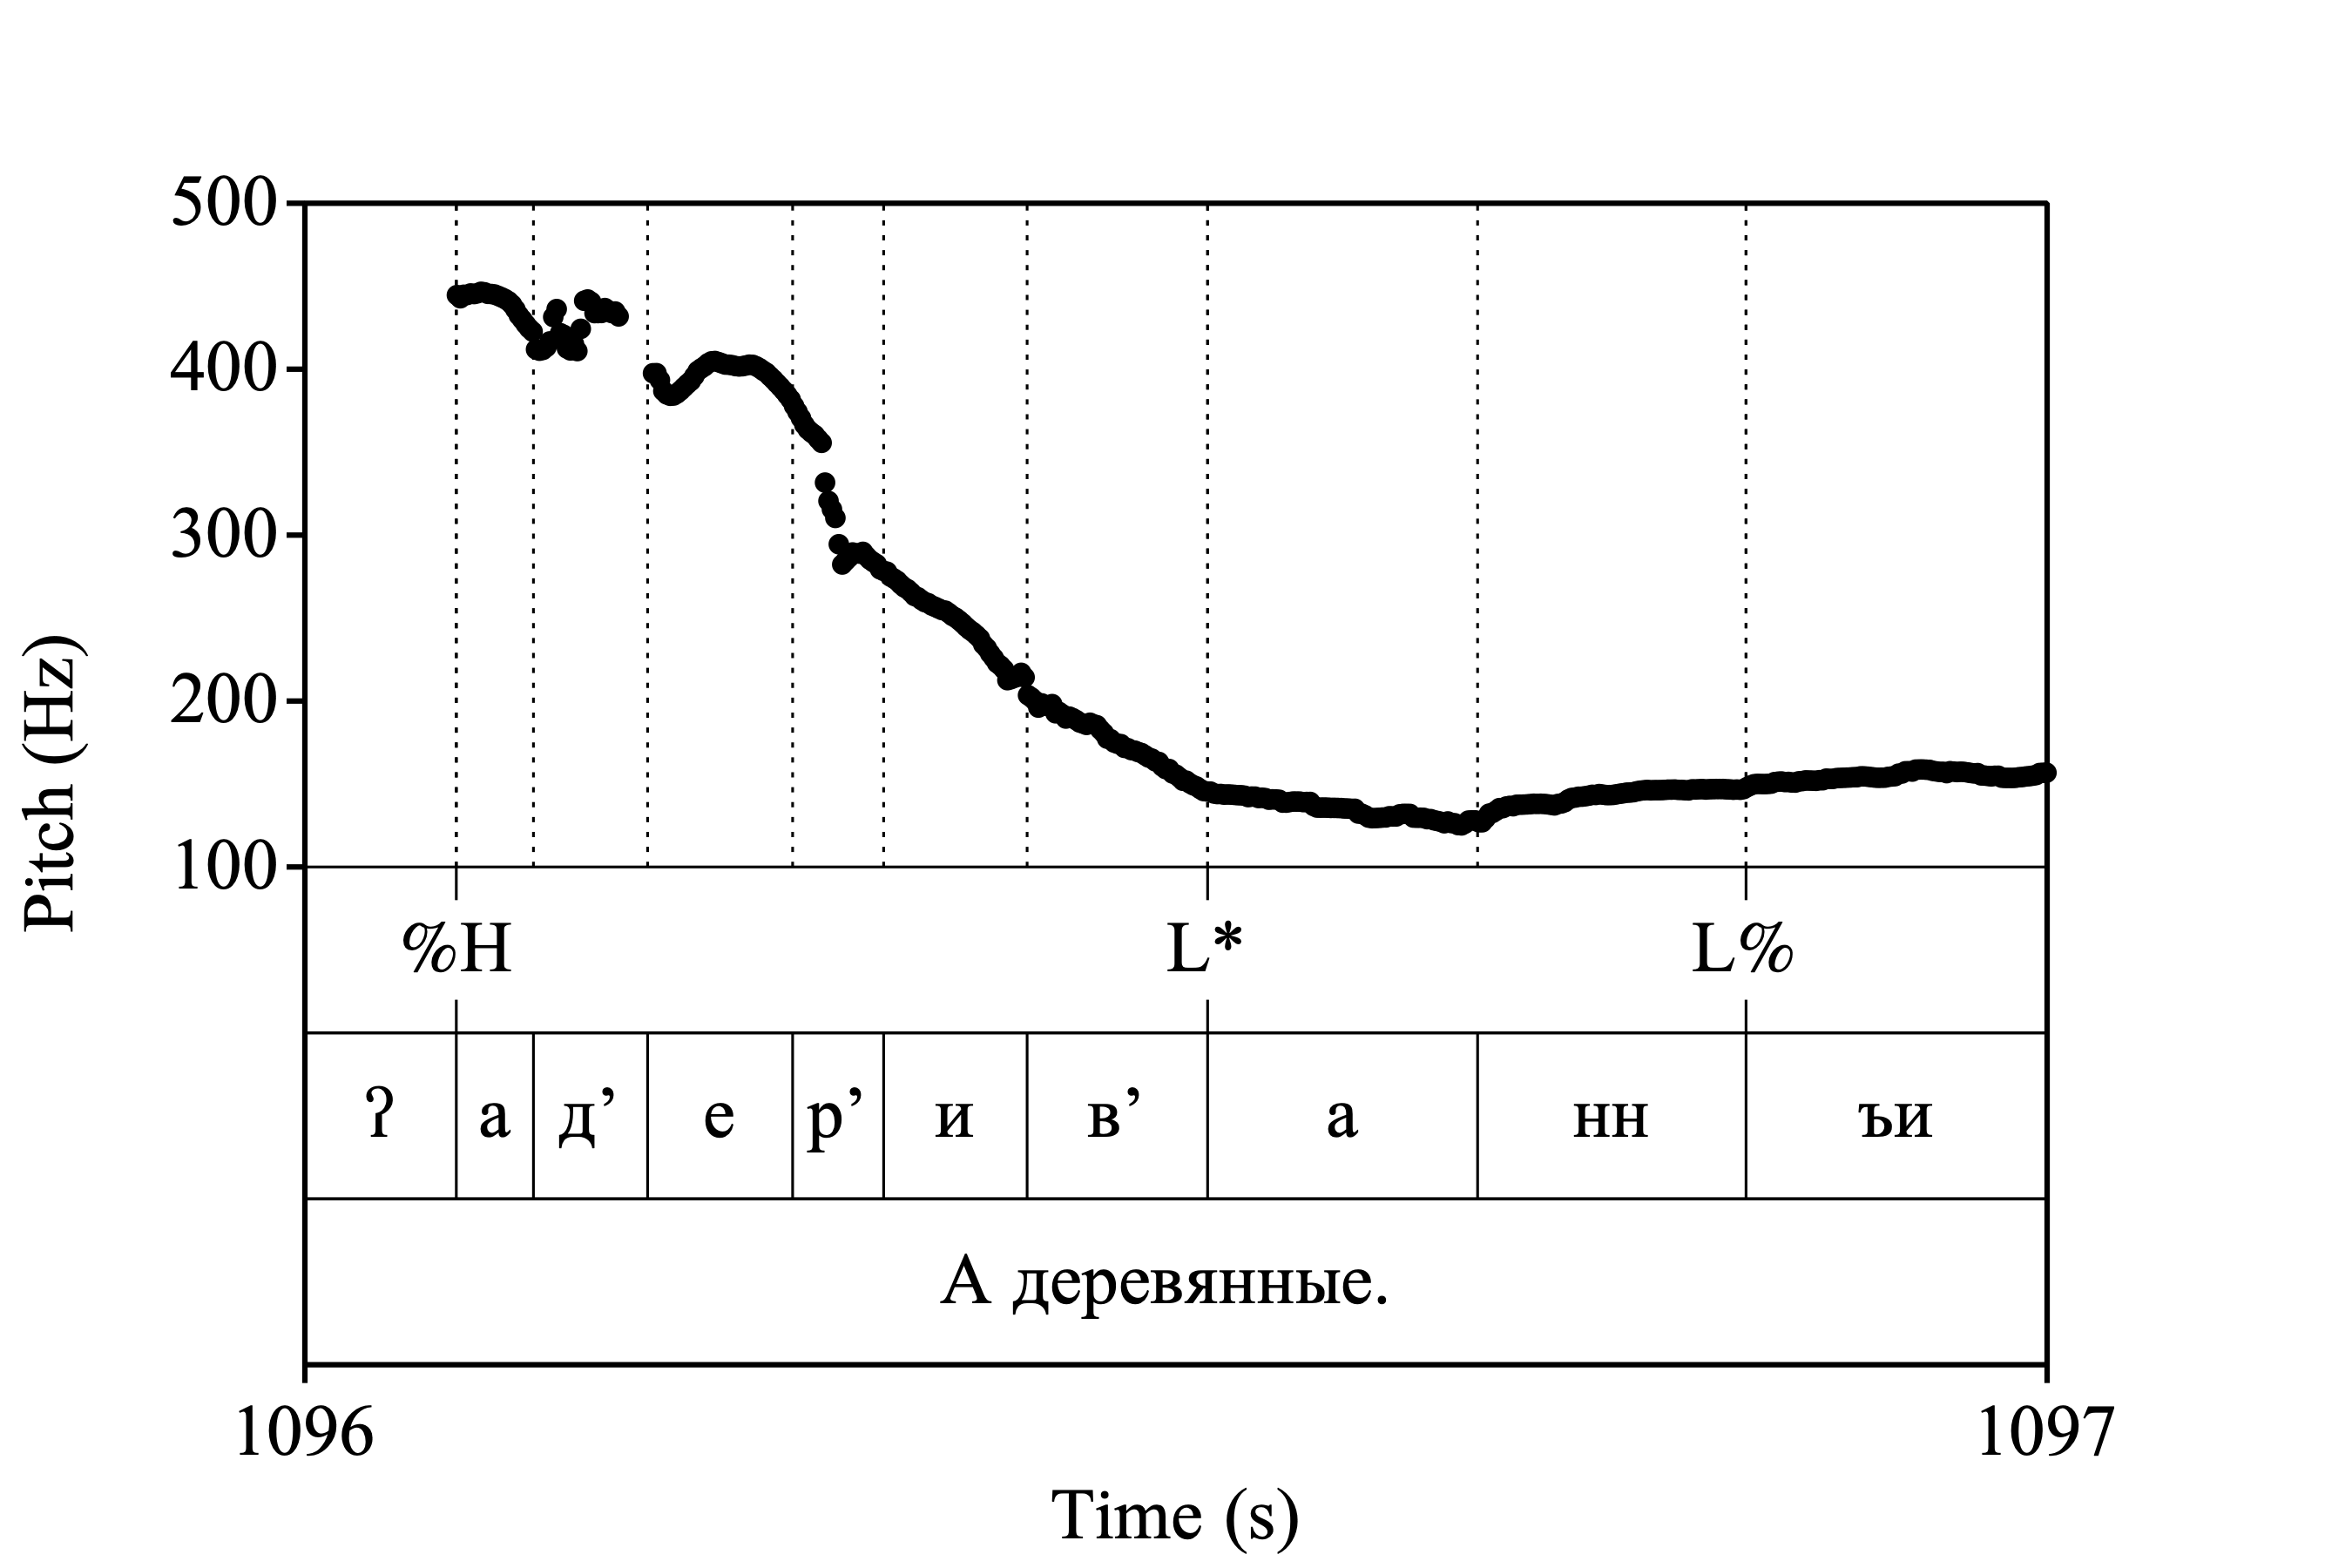 500
400
300
200
100
Pitch (Hz)
%H L* L%
ʔ а д’ е р’ и в’ а нн ъи
А деревянные.
1096 1097
Time (s)